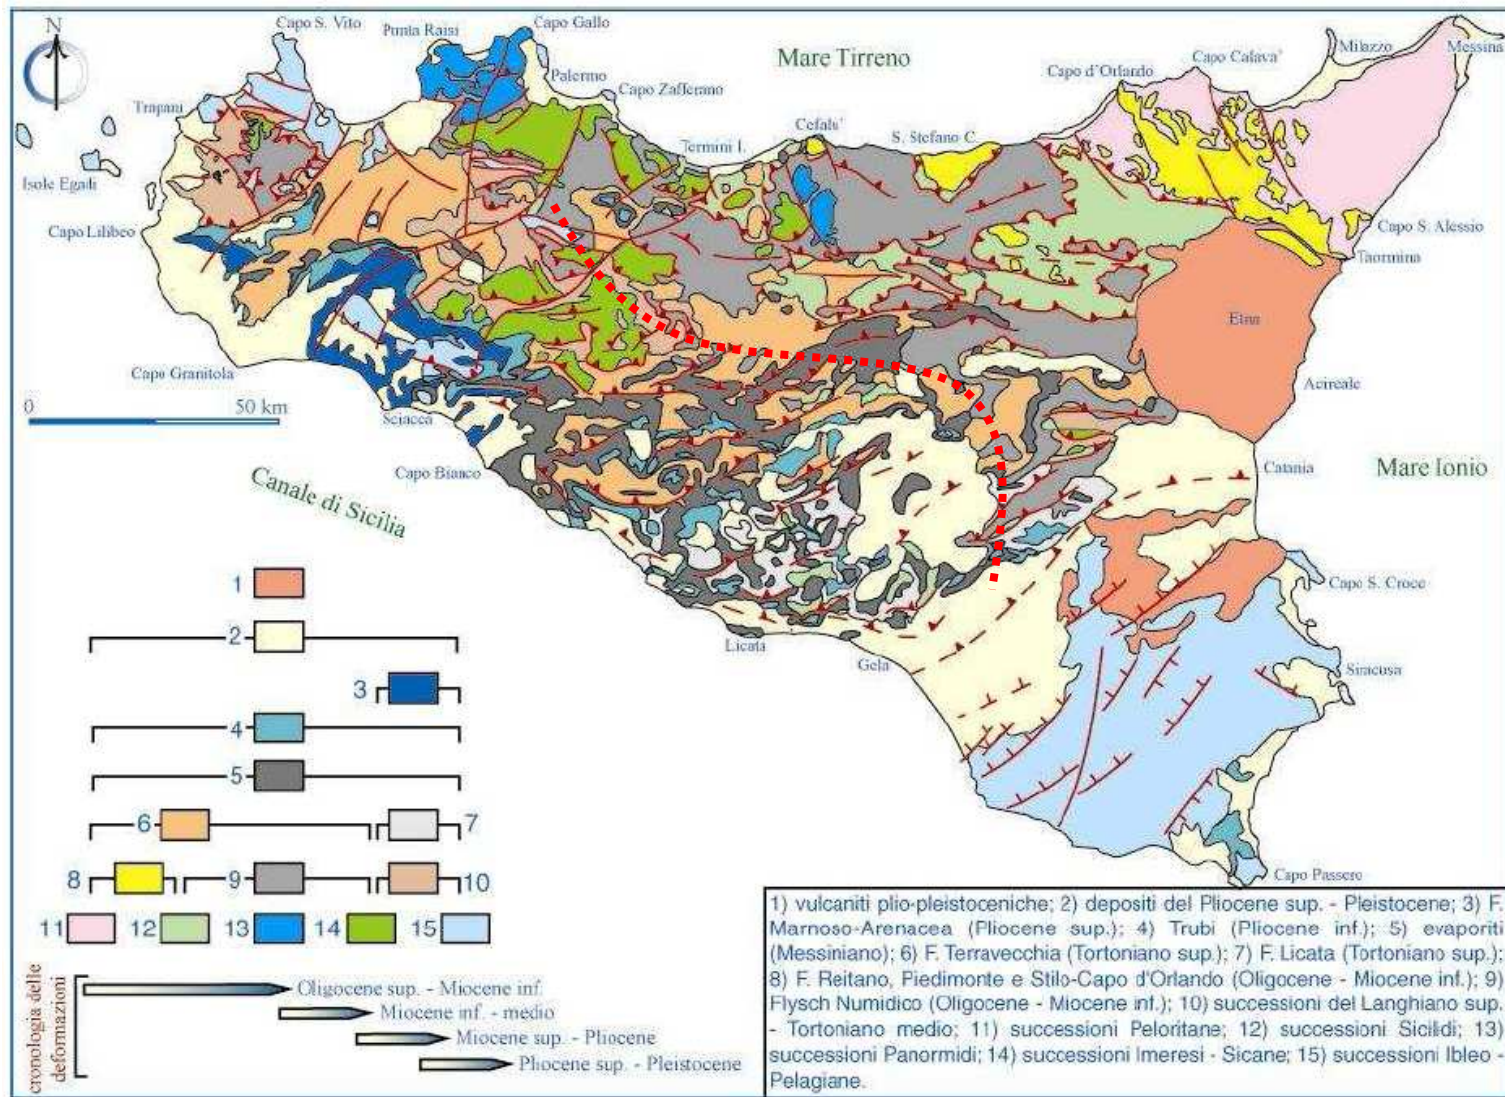 N
Capo S. Vito
Punta Raisi
Capo Gallo
Mare Tirreno
Milazzo
Messina
Capo Calava'
Capo d'Orlando
Palermo
Capo Zafferano
Trapani
Cefalu'
S. Stefano C.
Termini I.
Isole Egadi
Capo Lilibeo
Capo S. Alessio
Taormina
Etna
Capo Granitola
Acireale
0 50 km
Sciacca
Capo Bianco
Catania
Mare Ionio
Canale di Sicilia
Capo S. Croce
Licata
Gela
Siracusa
Capo Passero
1
2
3
4
5
6 7
8 9 10
11 12 13 14 15
cronologia delle
deformazioni
Oligocene sup. - Miocene inf.
Miocene inf. - medio
Miocene sup. - Pliocene
Pliocene sup. - Pleistocene
1) vulcaniti plio-pleistoceniche; 2) depositi del Pliocene sup. - Pleistocene; 3) F.
Marnoso-Arenacea (Pliocene sup.); 4) Trubi (Pliocene inf.); 5) evaporiti
(Messiniano); 6) F. Terravecchia (Tortoniano sup.); 7) F. Licata (Tortoniano sup.);
8) F. Reitano, Piedimonte e Stilo-Capo d'Orlando (Oligocene - Miocene inf.); 9)
Flysch Numidico (Oligocene - Miocene inf.); 10) successioni del Langhiano sup.
- Tortoniano medio; 11) successioni Peloritane; 12) successioni Sicilidi; 13)
successioni Panormidi; 14) successioni Imeresi - Sicane; 15) successioni Ibleo -
Pelagiane.